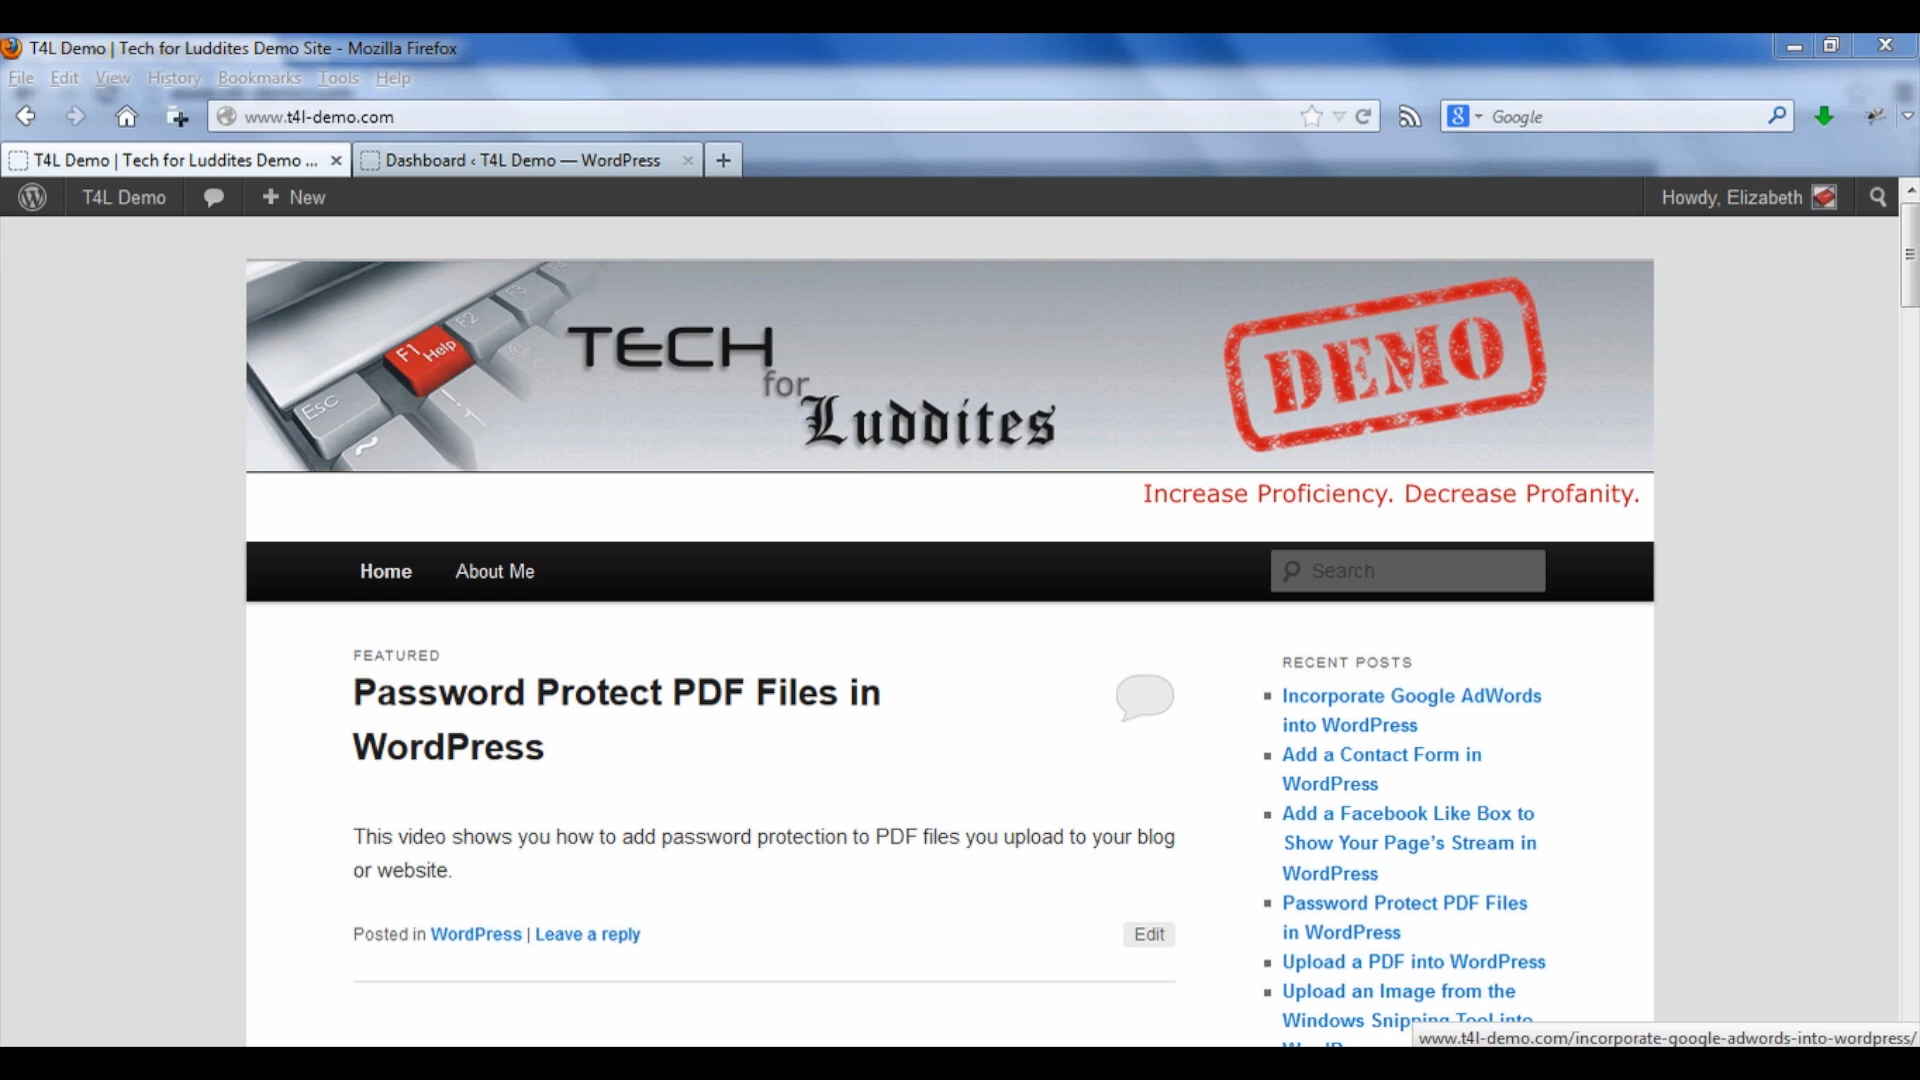 T4L Demo | Tech for Luddites Demo Site - Mozilla Firefox
File Edit View History Bookmarks Tools Help
www.t4l-demo.com
Google
T4L Demo | Tech for Luddites Demo ...
Dashboard ‹ T4L Demo — WordPress
T4L Demo
New
Howdy, Elizabeth
F1 Help
F2
F3
Esc
TECH
for
Luddites
DEMO
Increase Proficiency. Decrease Profanity.
Home
About Me
Search
FEATURED
Password Protect PDF Files in
WordPress
This video shows you how to add password protection to PDF files you upload to your blog
or website.
Posted in WordPress | Leave a reply
Edit
RECENT POSTS
Incorporate Google AdWords
into WordPress
Add a Contact Form in
WordPress
Add a Facebook Like Box to
Show Your Page's Stream in
WordPress
Password Protect PDF Files
in WordPress
Upload a PDF into WordPress
Upload an Image from the
Windows Snipping Tool into
www.t4l-demo.com/incorporate-google-adwords-into-wordpress/